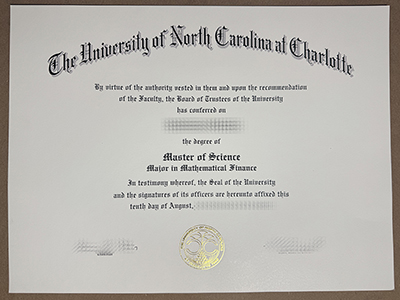 The University of North Carolina at Charlotte
By virtue of the authority vested in them and upon the recommendation
of the Faculty, the Board of Trustees of the University
has conferred on
the degree of
Master of Science
Major in Mathematical Finance
In testimony whereof, the Seal of the University
and the signatures of its officers are hereunto affixed this
tenth day of August,